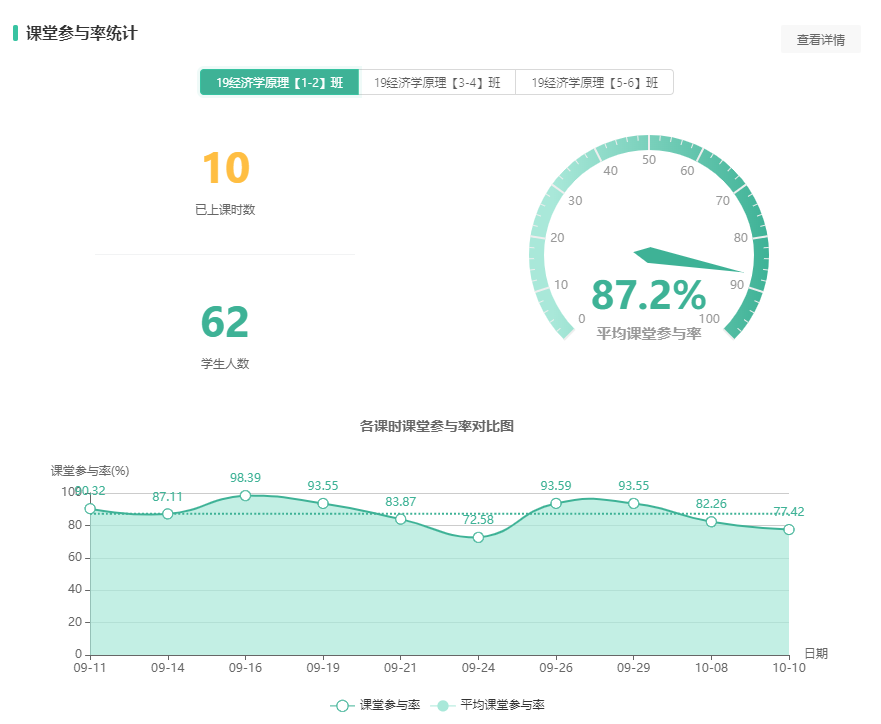 课堂参与率统计
查看详情
19经济学原理【1-2】班 19经济学原理【3-4】班 19经济学原理【5-6】班
10
已上课时数
62
学生人数
0 10 20 30 40 50 60 70 80 90 100
87.2%
平均课堂参与率
各课时课堂参与率对比图
课堂参与率(%)
100
80
60
40
20
0
90.32 87.11 98.39 93.55 83.87 72.58 93.59 93.55 82.26 77.42
09-11 09-14 09-16 09-19 09-21 09-24 09-26 09-29 10-08 10-10
日期
课堂参与率 平均课堂参与率